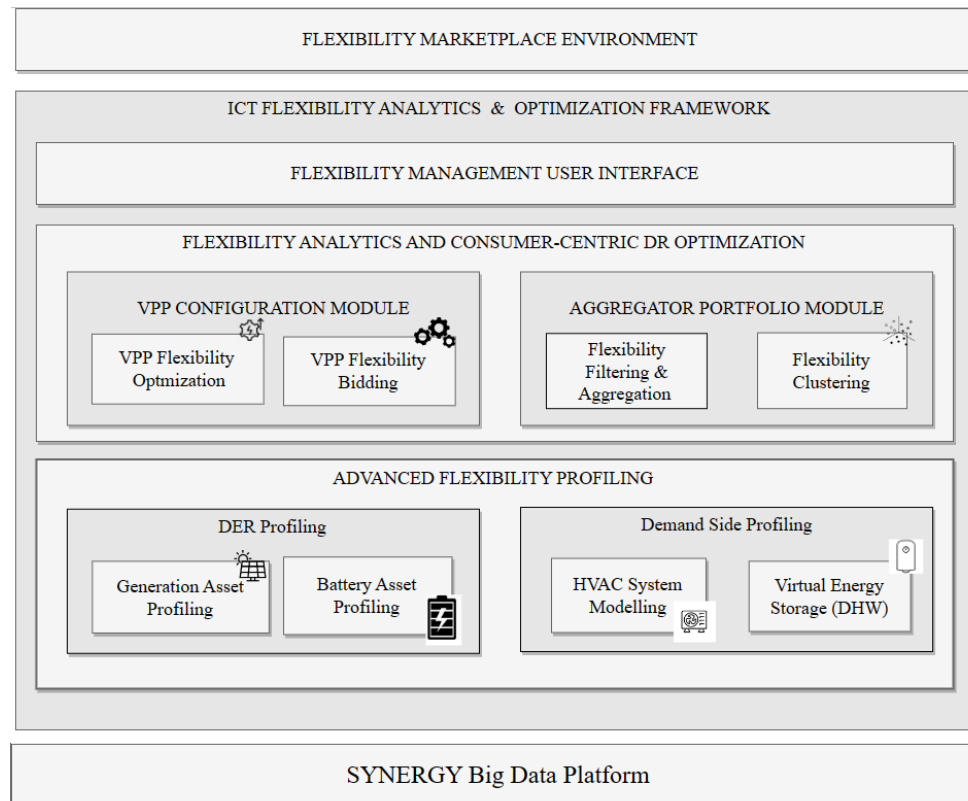 FLEXIBILITY MARKETPLACE ENVIRONMENT
ICT FLEXIBILITY ANALYTICS & OPTIMIZATION FRAMEWORK
FLEXIBILITY MANAGEMENT USER INTERFACE
FLEXIBILITY ANALYTICS AND CONSUMER-CENTRIC DR OPTIMIZATION
VPP CONFIGURATION MODULE
VPP Flexibility
Optmization
VPP Flexibility
Bidding
AGGREGATOR PORTFOLIO MODULE
Flexibility
Filtering &
Aggregation
Flexibility
Clustering
ADVANCED FLEXIBILITY PROFILING
DER Profiling
Generation Asset
Profiling
Battery Asset
Profiling
Demand Side Profiling
HVAC System
Modelling
Virtual Energy
Storage (DHW)
SYNERGY Big Data Platform